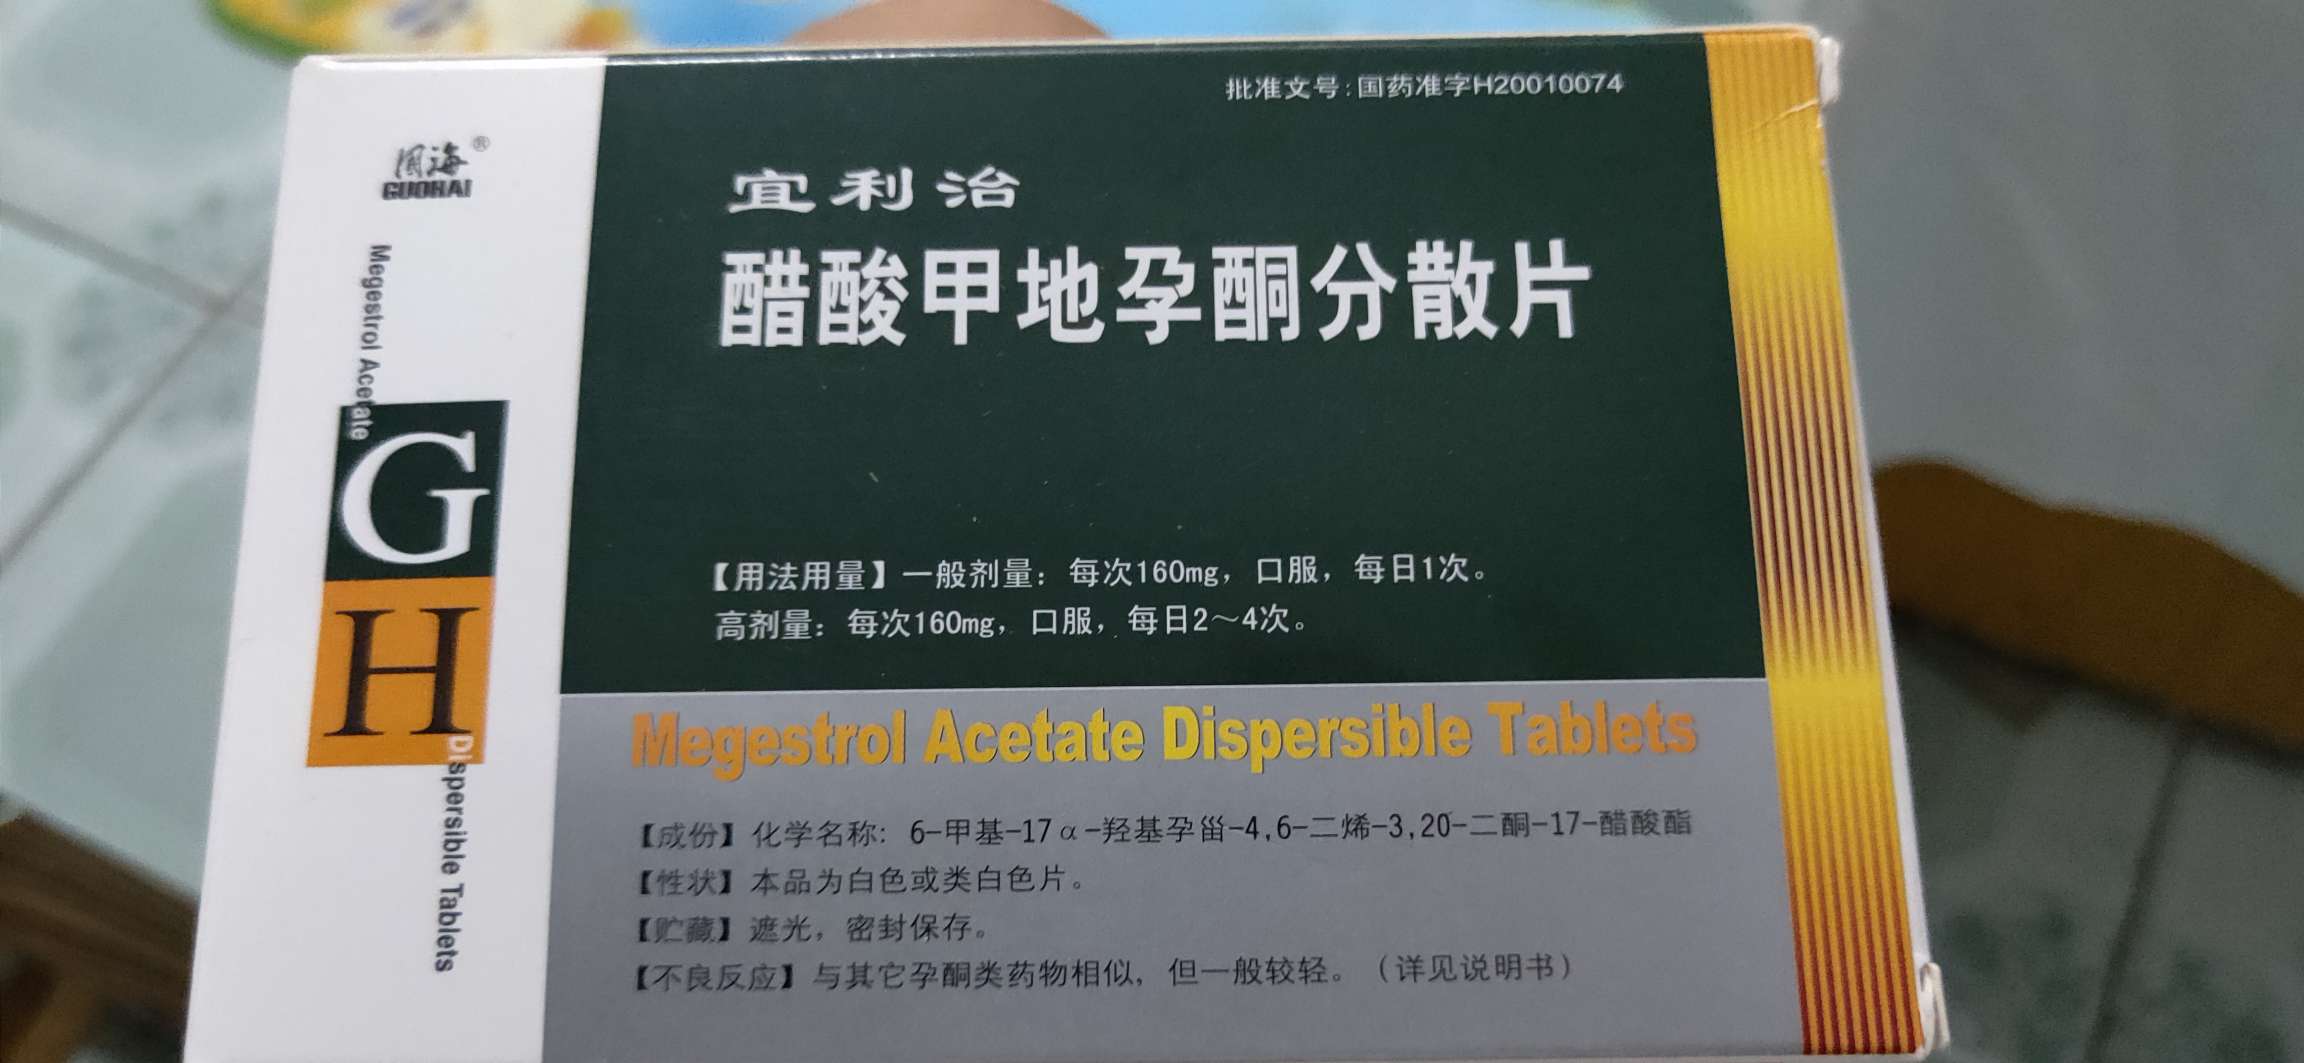 批准文号:国药准字H20010074
国海®
GUOHAI
宜利治
醋酸甲地孕酮分散片
Megestrol Acetate
GH
Dispersible Tablets
【用法用量】一般剂量：每次160mg，口服，每日1次。
高剂量：每次160mg，口服，每日2～4次。
Megestrol Acetate Dispersible Tablets
【成份】化学名称: 6-甲基-17α-羟基孕甾-4,6-二烯-3,20-二酮-17-醋酸酯
【性状】本品为白色或类白色片。
【贮藏】遮光，密封保存。
【不良反应】与其它孕酮类药物相似，但一般较轻。（详见说明书）